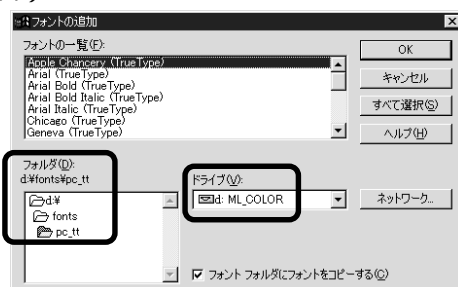 フォントの追加
フォントの一覧(F):
Apple Chancery (TrueType)
Arial (TrueType)
Arial Bold (TrueType)
Arial Bold Italic (TrueType)
Arial Italic (TrueType)
Chicago (TrueType)
Geneva (TrueType)
OK
キャンセル
すべて選択(S)
ヘルプ(H)
フォルダ(D):
d:¥fonts¥pc_tt
d:¥
fonts
pc_tt
ドライブ(V):
d: ML_COLOR
ネットワーク...
フォント フォルダにフォントをコピーする(C)